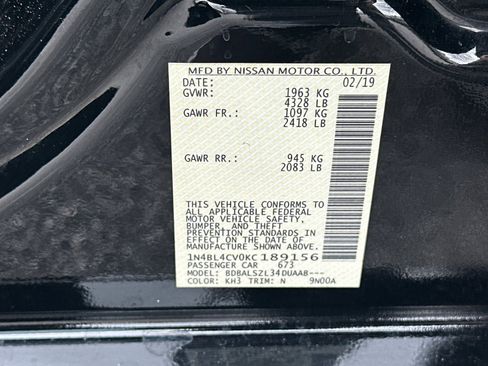 MFD BY NISSAN MOTOR CO., LTD.
DATE: 02/19
GVWR: 1963 KG
4328 LB
GAWR FR.: 1097 KG
2418 LB
GAWR RR.: 945 KG
2083 LB
THIS VEHICLE CONFORMS TO
ALL APPLICABLE FEDERAL
MOTOR VEHICLE SAFETY,
BUMPER, AND THEFT
PREVENTION STANDARDS IN
EFFECT ON THE DATE OF
MANUFACTURE SHOWN ABOVE.
1N4BL4CV0KC189156
PASSENGER CAR 673
MODEL: BDBALSZL34DUAAB---
COLOR: KH3 TRIM: N 9N00A